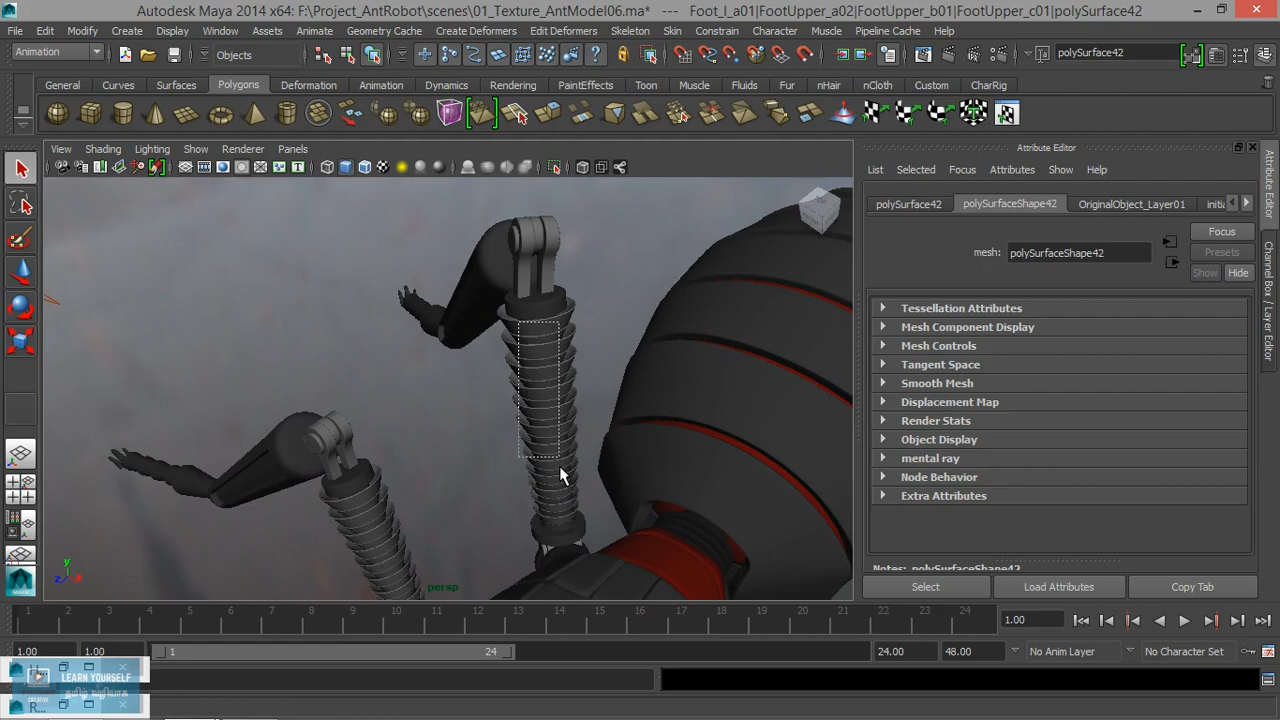 Autodesk Maya 2014 x64: F:\Project_AntRobot\scenes\01_Texture_AntModel06.ma* --- Foot_l_a01|FootUpper_a02|FootUpper_b01|FootUpper_c01|polySurface42
File Edit Modify Create Display Window Assets Animate Geometry Cache Create Deformers Edit Deformers Skeleton Skin Constrain Character Muscle Pipeline Cache Help
Animation Objects polySurface42
General Curves Surfaces Polygons Deformation Animation Dynamics Rendering PaintEffects Toon Muscle Fluids Fur nHair nCloth Custom CharRig
View Shading Lighting Show Renderer Panels
Attribute Editor
List Selected Focus Attributes Show Help
polySurface42 polySurfaceShape42 OriginalObject_Layer01 initia
Focus
mesh: polySurfaceShape42
Presets
Show Hide
Tessellation Attributes
Mesh Component Display
Mesh Controls
Tangent Space
Smooth Mesh
Displacement Map
Render Stats
Object Display
mental ray
Node Behavior
Extra Attributes
Notes: polySurfaceShape42
Select Load Attributes Copy Tab
Attribute Editor
Channel Box / Layer Editor
y
z x
persp
MAYA
1 2 3 4 5 6 7 8 9 10 11 12 13 14 15 16 17 18 19 20 21 22 23 24 1.00
1.00 1.00 1 24 24.00 48.00 No Anim Layer No Character Set
H...
LEARN YOURSELF
தமிழ் வழியாக
CREATIVE
R...